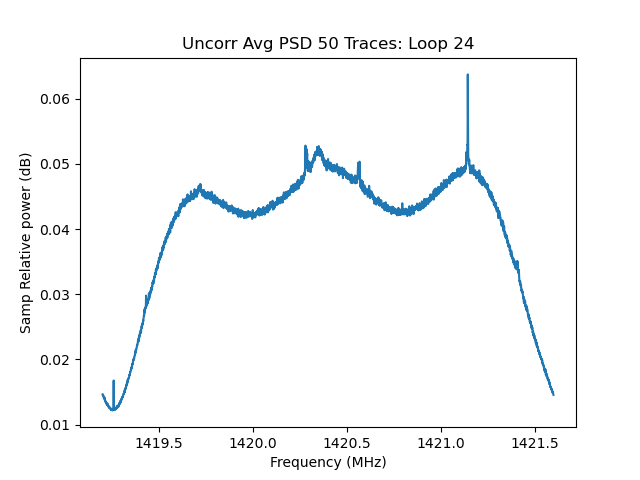 Uncorr Avg PSD 50 Traces: Loop 24
0.06
0.05
0.04
0.03
0.02
0.01
Samp Relative power (dB)
1419.5 1420.0 1420.5 1421.0 1421.5
Frequency (MHz)